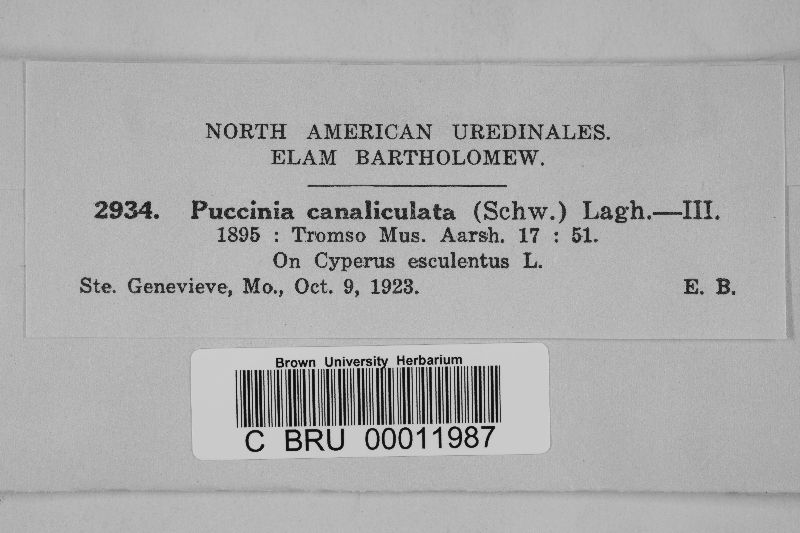 NORTH AMERICAN UREDINALES.
ELAM BARTHOLOMEW.
2934. Puccinia canaliculata (Schw.) Lagh.—III.
1895 : Tromso Mus. Aarsh. 17 : 51.
On Cyperus esculentus L.
Ste. Genevieve, Mo., Oct. 9, 1923. E. B.
Brown University Herbarium
C BRU 00011987